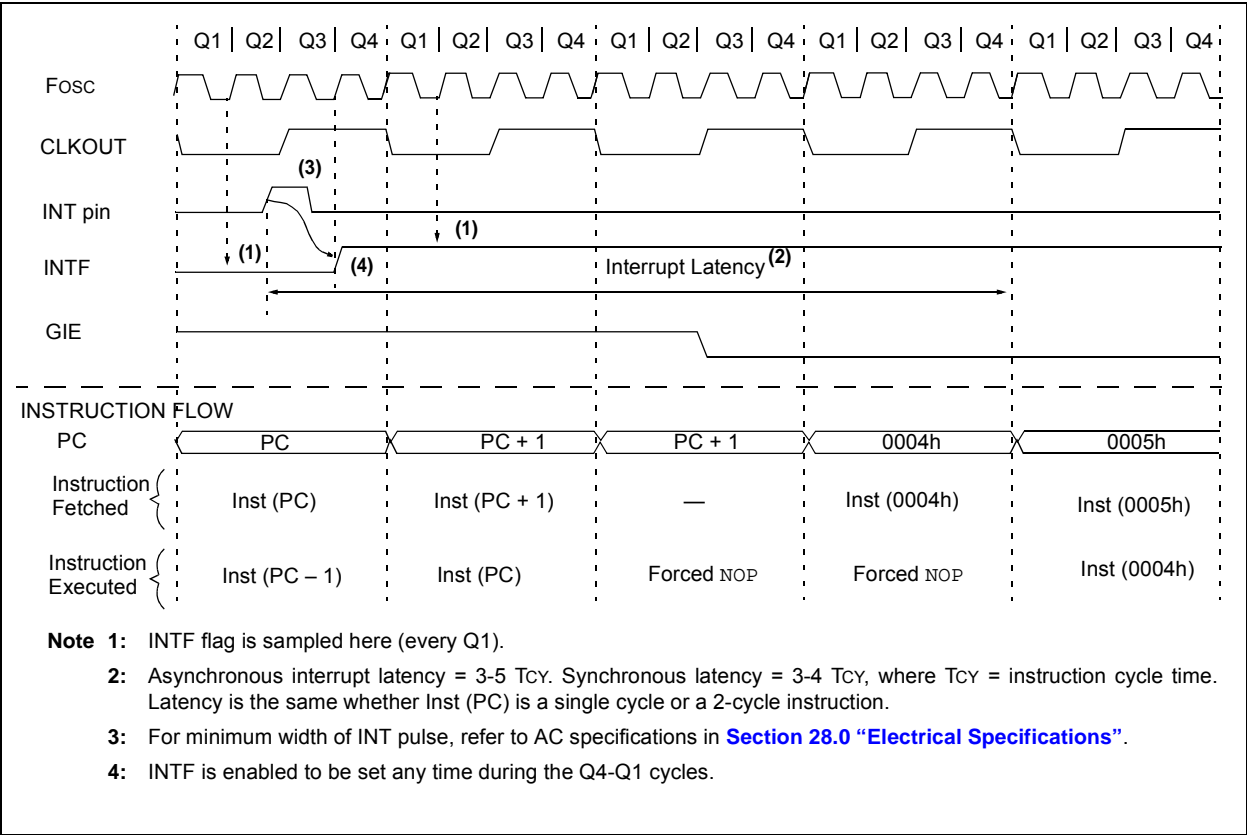 Q1 Q2 Q3 Q4 Q1 Q2 Q3 Q4 Q1 Q2 Q3 Q4 Q1 Q2 Q3 Q4 Q1 Q2 Q3 Q4
FOSC
CLKOUT
(3)
INT pin
(1) (1)
INTF (4) Interrupt Latency (2)
GIE
INSTRUCTION FLOW
PC PC PC + 1 PC + 1 0004h 0005h
Instruction
Fetched
Inst (PC) Inst (PC + 1) — Inst (0004h) Inst (0005h)
Instruction
Executed
Inst (PC – 1) Inst (PC) Forced NOP Forced NOP Inst (0004h)
Note 1: INTF flag is sampled here (every Q1).
2: Asynchronous interrupt latency = 3-5 TCY. Synchronous latency = 3-4 TCY, where TCY = instruction cycle time.
Latency is the same whether Inst (PC) is a single cycle or a 2-cycle instruction.
3: For minimum width of INT pulse, refer to AC specifications in Section 28.0 “Electrical Specifications”.
4: INTF is enabled to be set any time during the Q4-Q1 cycles.